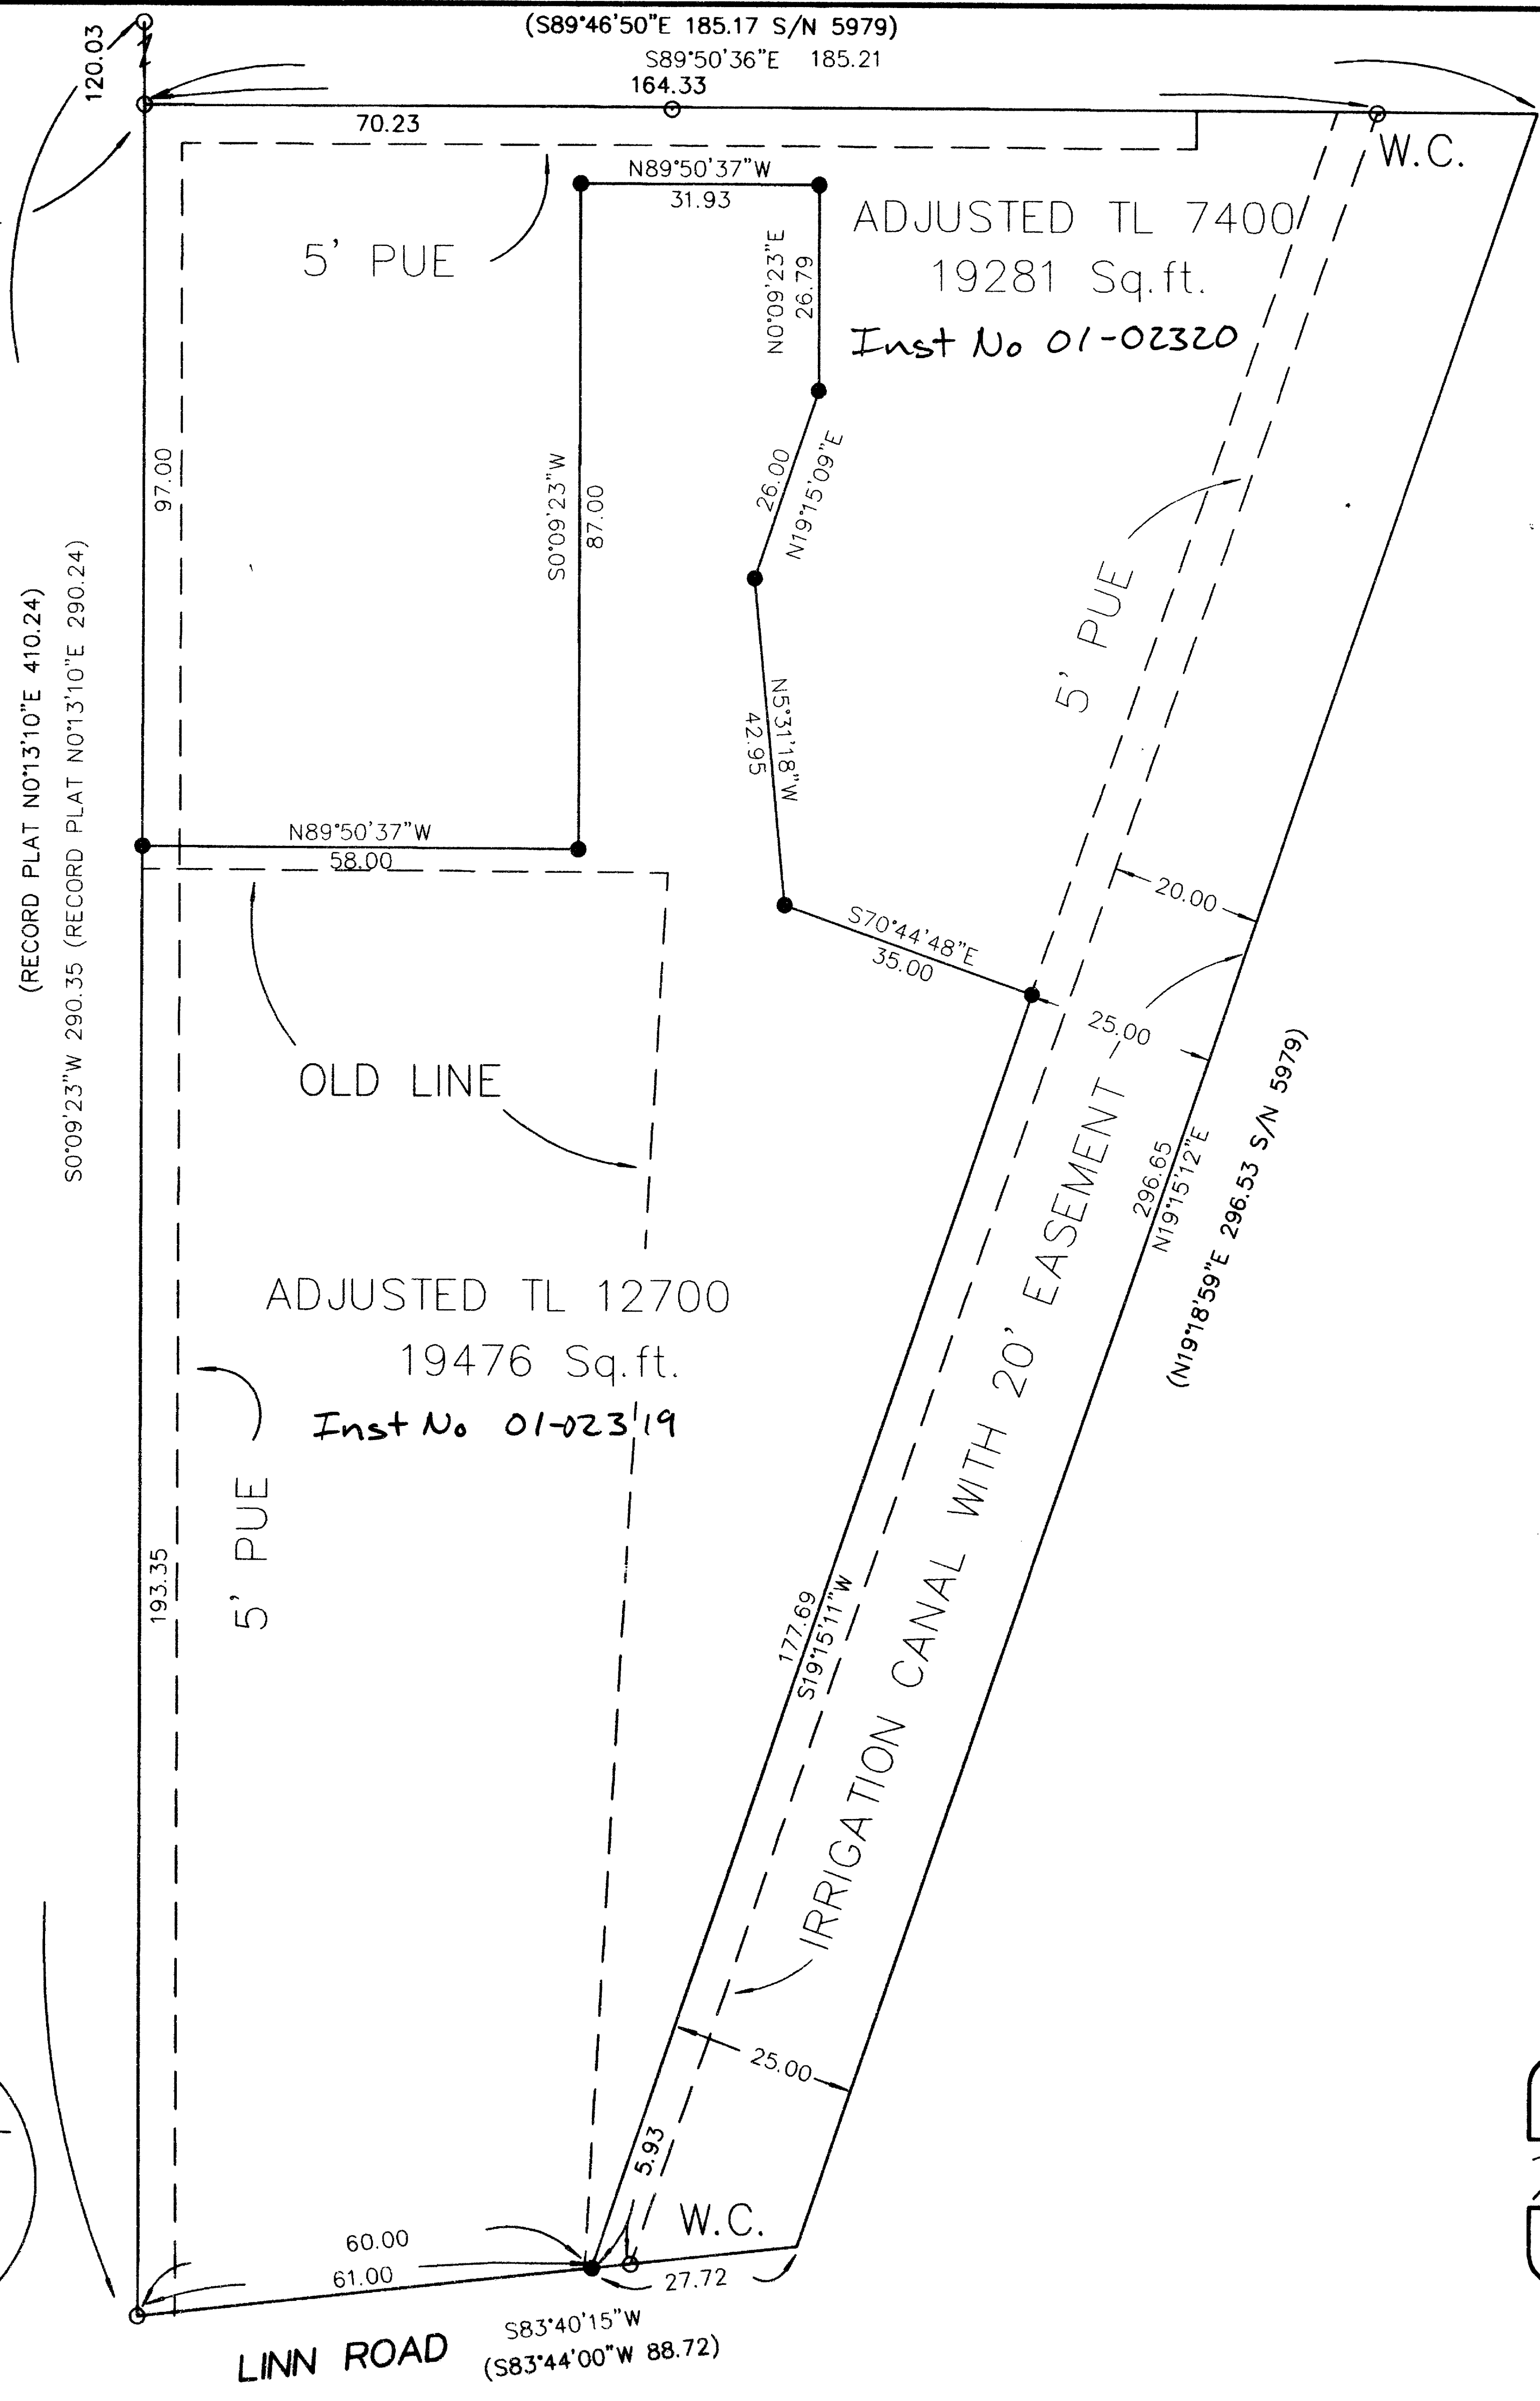 (S89°46'50"E 185.17 S/N 5979)
S89°50'36"E 185.21
164.33
120.03
70.23
W.C.
N89°50'37"W
31.93
5' PUE
N0°09'23"E
26.79
ADJUSTED TL 7400
19281 Sq.ft.
Inst No 01-02320
97.00
S0°09'23"W
87.00
26.00
N19°15'09"E
5' PUE
N5°31'18"W
42.95
(RECORD PLAT N0°13'10"E 410.24)
S0°09'23"W 290.35 (RECORD PLAT N0°13'10"E 290.24)
N89°50'37"W
58.00
20.00
S70°44'48"E
35.00
25.00
OLD LINE
296.65
N19°15'12"E
(N19°18'59"E 296.53 S/N 5979)
ADJUSTED TL 12700
19476 Sq.ft.
Inst No 01-02319
5' PUE
193.35
177.69
S19°15'11"W
IRRIGATION CANAL WITH 20' EASEMENT
25.00
5.93
W.C.
60.00
61.00
27.72
S83°40'15"W
(S83°44'00"W 88.72)
LINN ROAD